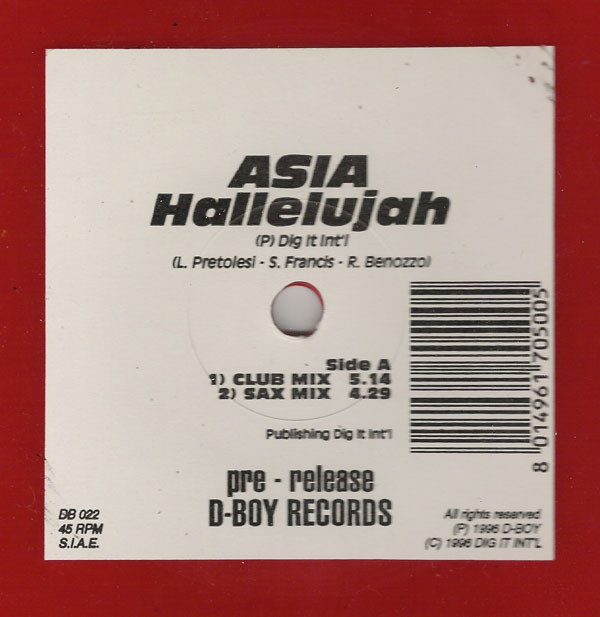 ASIA
Hallelujah
(P) Dig It Int'l
(L. Pretolesi - S. Francis - R. Benozzo)
Side A
1) CLUB MIX 5.14
2) SAX MIX 4.29
Publishing Dig It Int'l
8 014961 705005
pre - release
D-BOY RECORDS
DB 022
45 RPM
S.I.A.E.
All rights reserved
(P) 1996 D-BOY
(C) 1996 DIG IT INT'L